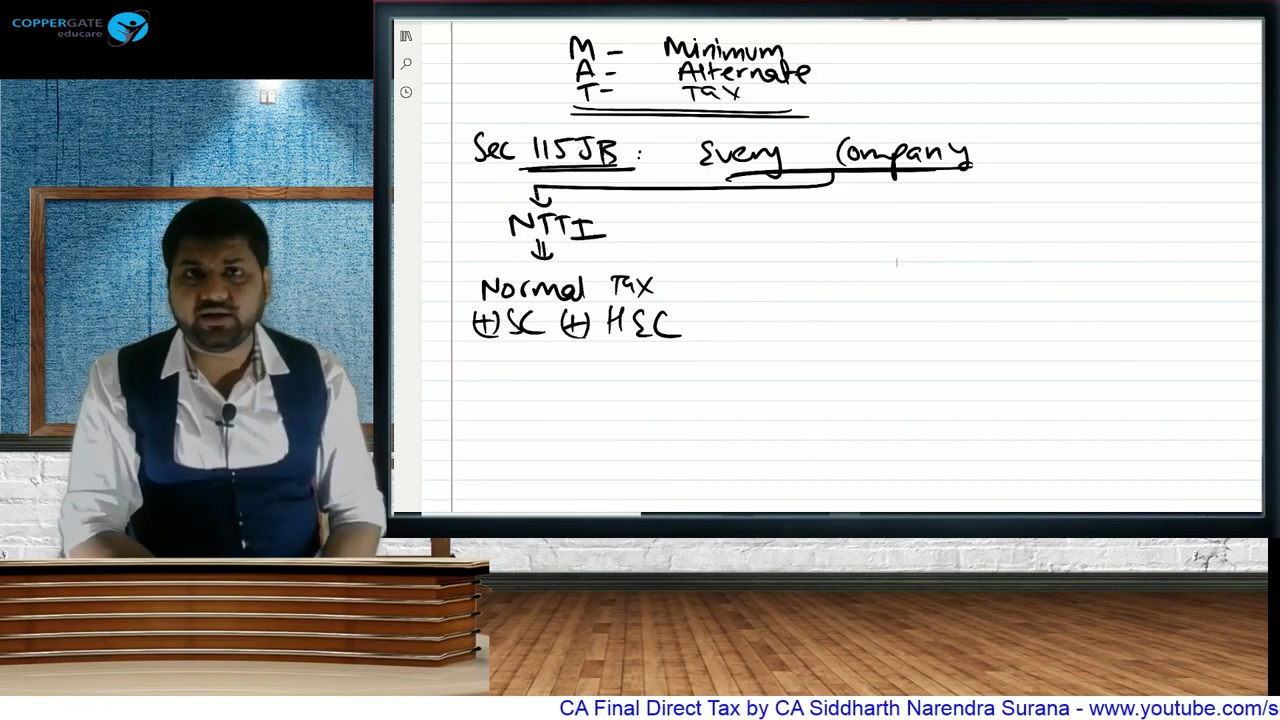 COPPERGATE
educare
M - Minimum
A - Alternate
T - Tax
Sec 115JB : Every Company
NTTI
Normal Tax
(+) SC (+) HEC
CA Final Direct Tax by CA Siddharth Narendra Surana - www.youtube.com/s